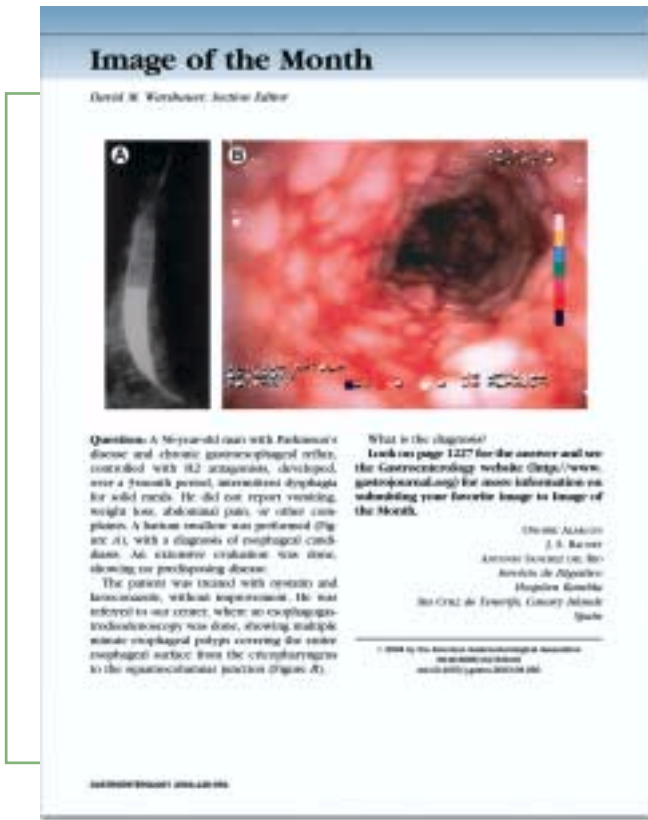 Image of the Month
David M. Warshauer, Section Editor
A
B
Question: A 56-year-old man with Parkinson's
disease and chronic gastroesophageal reflux,
controlled with H2 antagonists, developed,
over a 3-month period, intermittent dysphagia
for solid meals. He did not report vomiting,
weight loss, abdominal pain, or other com-
plaints. A barium swallow was performed (Fig-
ure A), with a diagnosis of esophageal candi-
diasis. An extensive evaluation was done,
showing no predisposing disease.
The patient was treated with nystatin and
ketoconazole, without improvement. He was
referred to our center, where an esophagogas-
troduodenoscopy was done, showing multiple
minute esophageal polyps covering the entire
esophageal surface from the cricopharyngeus
to the squamocolumnar junction (Figure B).
What is the diagnosis?
Look on page 1227 for the answer and see
the Gastroenterology website (http://www.
gastrojournal.org) for more information on
submitting your favorite image to Image of
the Month.
Onofre Alarcon
J. S. Baudet
Antonio Sanchez del Rio
Servicio de Digestivo
Hospiten Rambla
Sta Cruz de Tenerife, Canary Islands
Spain
by the American Gastroenterological Association
GASTROENTEROLOGY